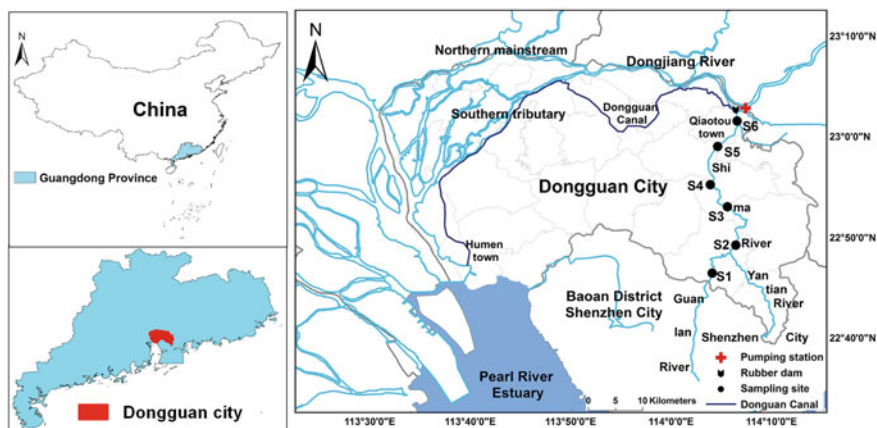 N
China
Guangdong Province
Dongguan city
N
Northern mainstream
Dongjiang River
Southern tributary
Dongguan
Canal
Qiaotou
town
S6
S5
Shi
S4
Dongguan City
S3
ma
Humen
town
S2
River
S1
Yan
tian
River
Guan
lan
River
Baoan District
Shenzhen City
Shenzhen
City
Pearl River
Estuary
Pumping station
Rubber dam
Sampling site
Donguan Canal
0 5 10 Kilometers
23°10'0"N
23°0'0"N
22°50'0"N
22°40'0"N
113°30'0"E
113°50'0"E
114°0'0"E
114°10'0"E